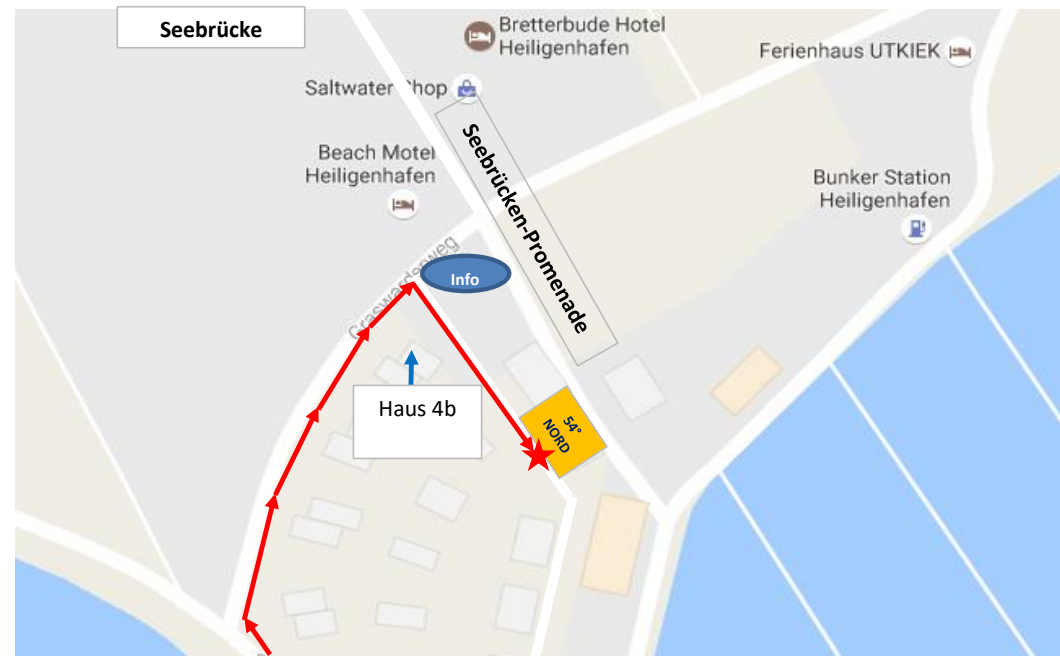 Seebrücke
Bretterbude Hotel
Heiligenhafen
Ferienhaus UTKIEK
Saltwater Shop
Seebrücken-Promenade
Beach Motel
Heiligenhafen
Bunker Station
Heiligenhafen
Graswarderweg
Info
Haus 4b
54°
NORD